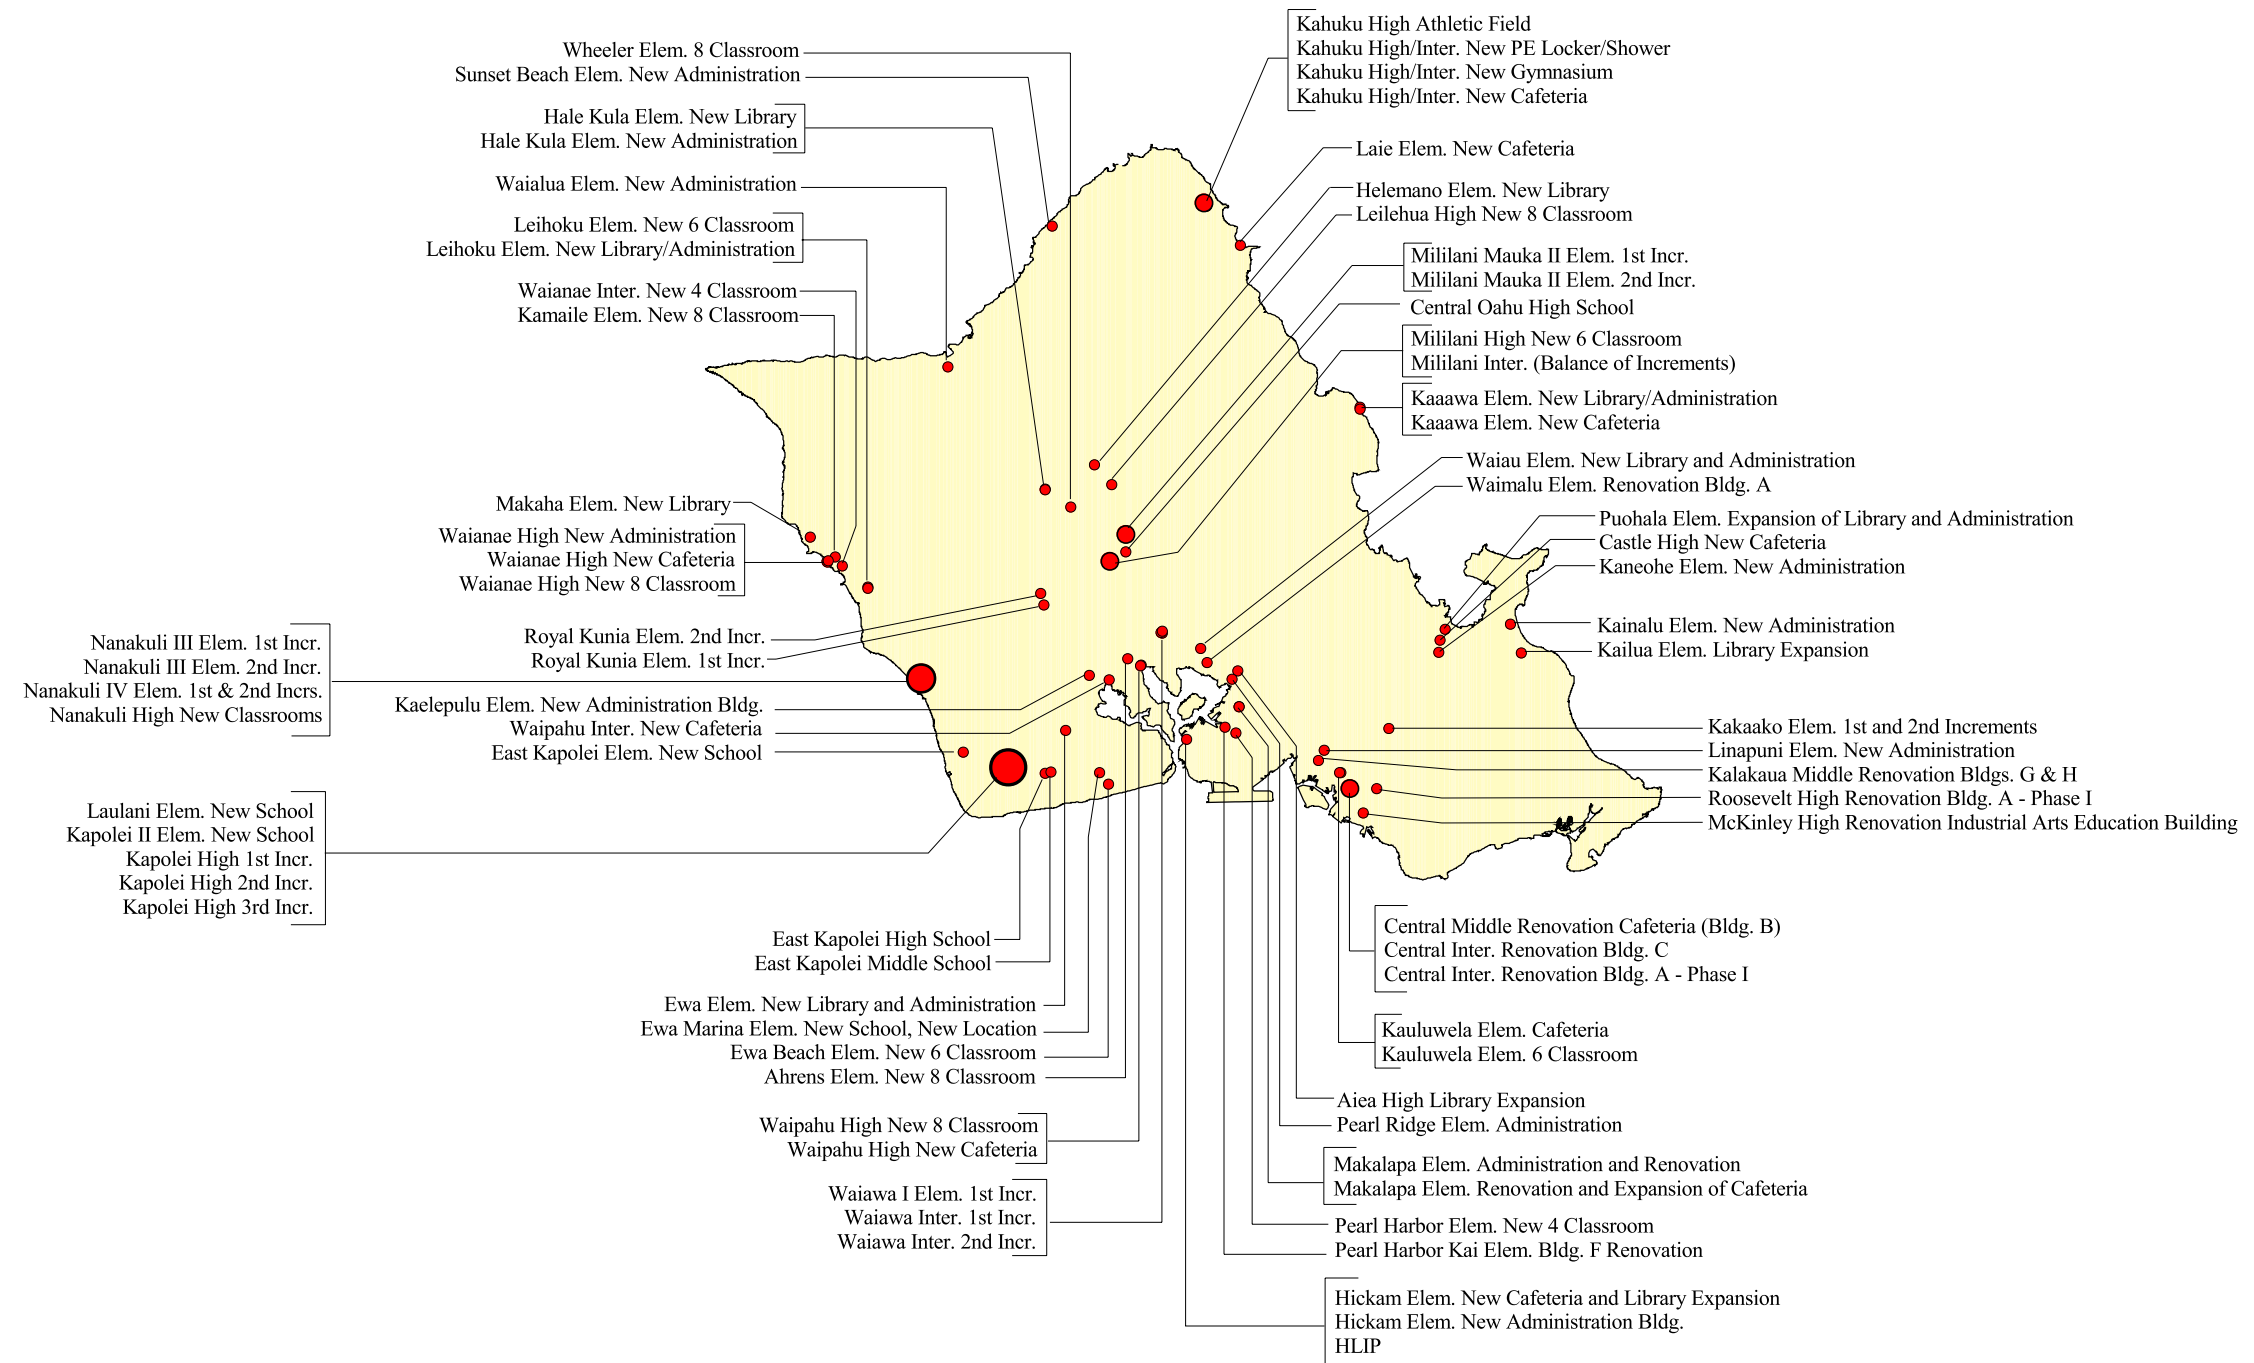 Wheeler Elem. 8 Classroom
Sunset Beach Elem. New Administration
Hale Kula Elem. New Library
Hale Kula Elem. New Administration
Waialua Elem. New Administration
Leihoku Elem. New 6 Classroom
Leihoku Elem. New Library/Administration
Waianae Inter. New 4 Classroom
Kamaile Elem. New 8 Classroom
Makaha Elem. New Library
Waianae High New Administration
Waianae High New Cafeteria
Waianae High New 8 Classroom
Royal Kunia Elem. 2nd Incr.
Royal Kunia Elem. 1st Incr.
Nanakuli III Elem. 1st Incr.
Nanakuli III Elem. 2nd Incr.
Nanakuli IV Elem. 1st & 2nd Incrs.
Nanakuli High New Classrooms
Kaelepulu Elem. New Administration Bldg.
Waipahu Inter. New Cafeteria
East Kapolei Elem. New School
Laulani Elem. New School
Kapolei II Elem. New School
Kapolei High 1st Incr.
Kapolei High 2nd Incr.
Kapolei High 3rd Incr.
East Kapolei High School
East Kapolei Middle School
Ewa Elem. New Library and Administration
Ewa Marina Elem. New School, New Location
Ewa Beach Elem. New 6 Classroom
Ahrens Elem. New 8 Classroom
Waipahu High New 8 Classroom
Waipahu High New Cafeteria
Waiawa I Elem. 1st Incr.
Waiawa Inter. 1st Incr.
Waiawa Inter. 2nd Incr.
Kahuku High Athletic Field
Kahuku High/Inter. New PE Locker/Shower
Kahuku High/Inter. New Gymnasium
Kahuku High/Inter. New Cafeteria
Laie Elem. New Cafeteria
Helemano Elem. New Library
Leilehua High New 8 Classroom
Mililani Mauka II Elem. 1st Incr.
Mililani Mauka II Elem. 2nd Incr.
Central Oahu High School
Mililani High New 6 Classroom
Mililani Inter. (Balance of Increments)
Kaaawa Elem. New Library/Administration
Kaaawa Elem. New Cafeteria
Waiau Elem. New Library and Administration
Waimalu Elem. Renovation Bldg. A
Puohala Elem. Expansion of Library and Administration
Castle High New Cafeteria
Kaneohe Elem. New Administration
Kainalu Elem. New Administration
Kailua Elem. Library Expansion
Kakaako Elem. 1st and 2nd Increments
Linapuni Elem. New Administration
Kalakaua Middle Renovation Bldgs. G & H
Roosevelt High Renovation Bldg. A - Phase I
McKinley High Renovation Industrial Arts Education Building
Central Middle Renovation Cafeteria (Bldg. B)
Central Inter. Renovation Bldg. C
Central Inter. Renovation Bldg. A - Phase I
Kauluwela Elem. Cafeteria
Kauluwela Elem. 6 Classroom
Aiea High Library Expansion
Pearl Ridge Elem. Administration
Makalapa Elem. Administration and Renovation
Makalapa Elem. Renovation and Expansion of Cafeteria
Pearl Harbor Elem. New 4 Classroom
Pearl Harbor Kai Elem. Bldg. F Renovation
Hickam Elem. New Cafeteria and Library Expansion
Hickam Elem. New Administration Bldg.
HLIP